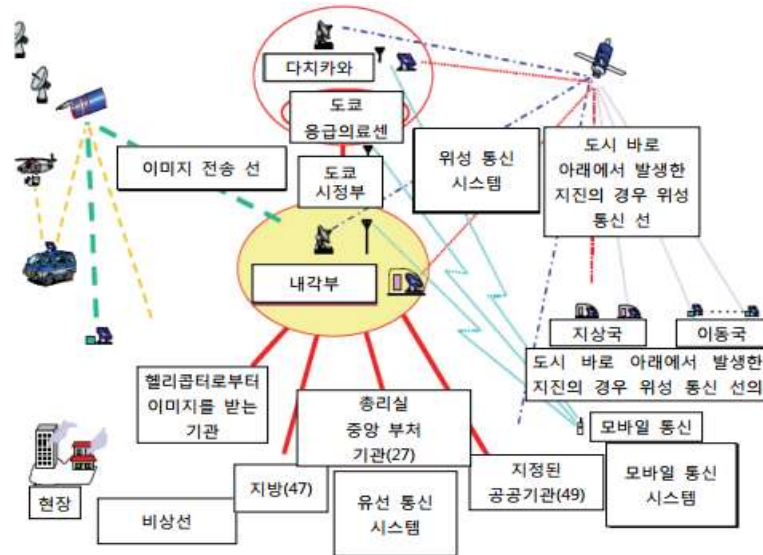 다치카와
도쿄
응급의료센
이미지 전송 선
도쿄
시정부
위성 통신
시스템
도시 바로
아래에서 발생한
지진의 경우 위성
통신 선
내각부
지상국
이동국
도시 바로 아래에서 발생한
지진의 경우 위성 통신 선의
헬리콥터로부터
이미지를 받는
기관
총리실
중앙 부처
기관(27)
모바일 통신
현장
지방(47)
지정된
공공기관(49)
모바일 통신
시스템
비상선
유선 통신
시스템